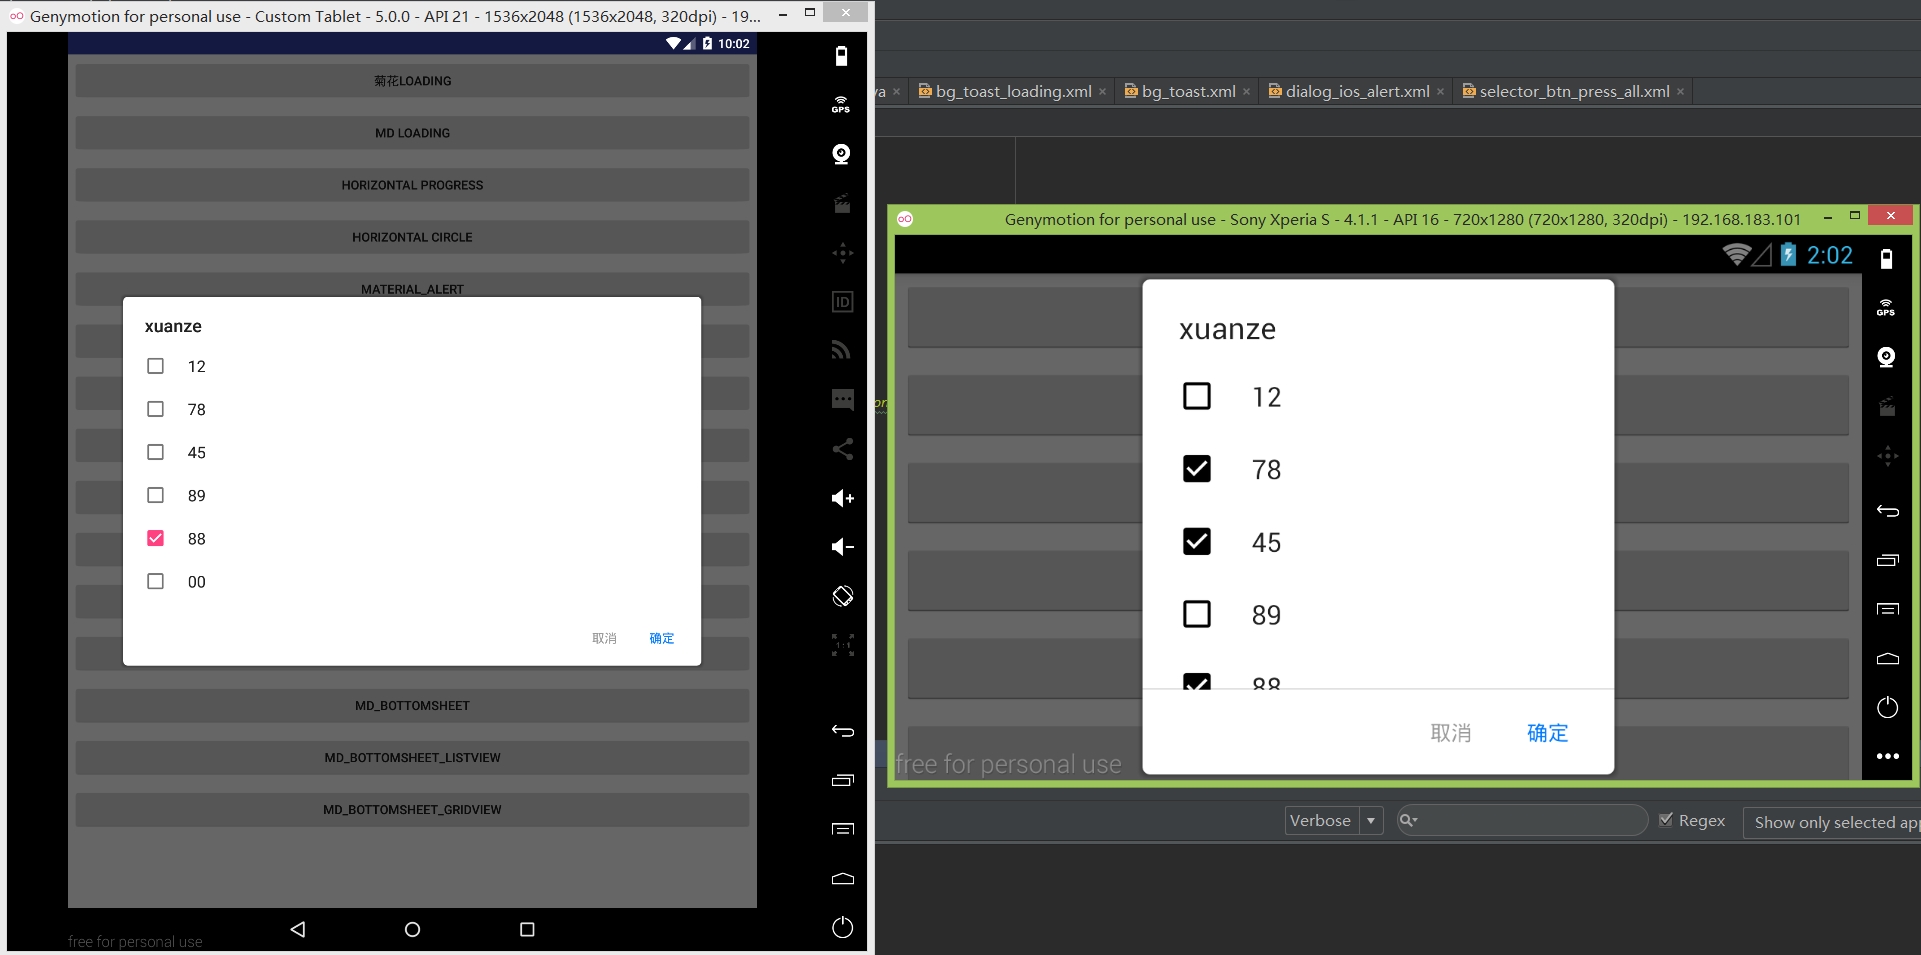 Genymotion for personal use - Custom Tablet - 5.0.0 - API 21 - 1536x2048 (1536x2048, 320dpi) - 19...
10:02
菊花LOADING
MD LOADING
HORIZONTAL PROGRESS
HORIZONTAL CIRCLE
MATERIAL_ALERT
xuanze
12
78
45
89
88
00
取消 确定
MD_BOTTOMSHEET
MD_BOTTOMSHEET_LISTVIEW
MD_BOTTOMSHEET_GRIDVIEW
free for personal use
GPS
ID
1:1
va bg_toast_loading.xml bg_toast.xml dialog_ios_alert.xml selector_btn_press_all.xml
on
Genymotion for personal use - Sony Xperia S - 4.1.1 - API 16 - 720x1280 (720x1280, 320dpi) - 192.168.183.101
2:02
xuanze
12
78
45
89
88
取消 确定
free for personal use
GPS
Verbose Regex Show only selected app